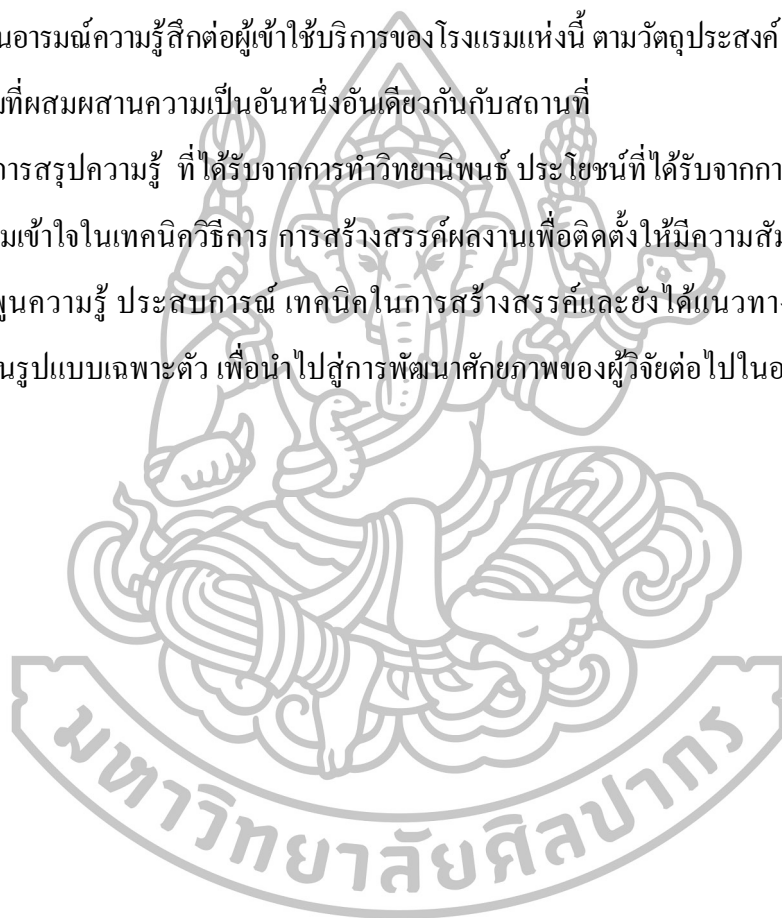 นอารมณ์ความรู้สึกต่อผู้เข้าใช้บริการของโรงแรมแห่งนี้ ตามวัตถุประสงค์
ที่ผสมผสานความเป็นอันหนึ่งอันเดียวกันกับสถานที่
การสรุปความรู้ ที่ได้รับจากการทำวิทยานิพนธ์ ประโยชน์ที่ได้รับจากกา
มเข้าใจในเทคนิควิธีการ การสร้างสรรค์ผลงานเพื่อติดตั้งให้มีความสัม
พูนความรู้ ประสบการณ์ เทคนิคในการสร้างสรรค์และยังได้แนวทา
นรูปแบบเฉพาะตัว เพื่อนำไปสู่การพัฒนาศักยภาพของผู้วิจัยต่อไปในอ
มหาวิทยาลัยศิลปากร